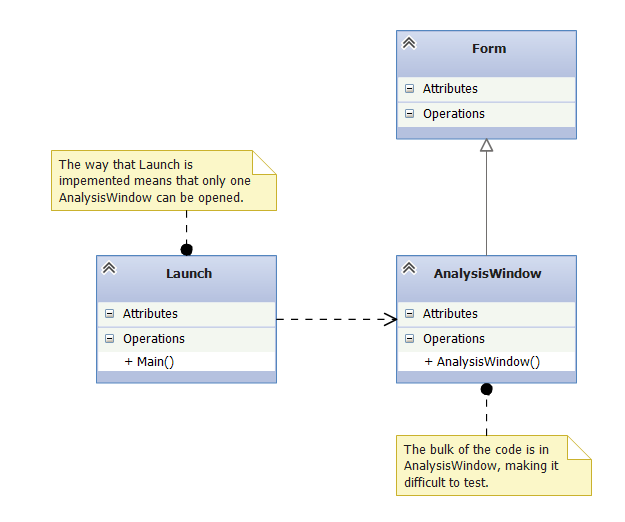 Form
Attributes
Operations
The way that Launch is
impemented means that only one
AnalysisWindow can be opened.
Launch
Attributes
Operations
+ Main()
AnalysisWindow
Attributes
Operations
+ AnalysisWindow()
The bulk of the code is in
AnalysisWindow, making it
difficult to test.